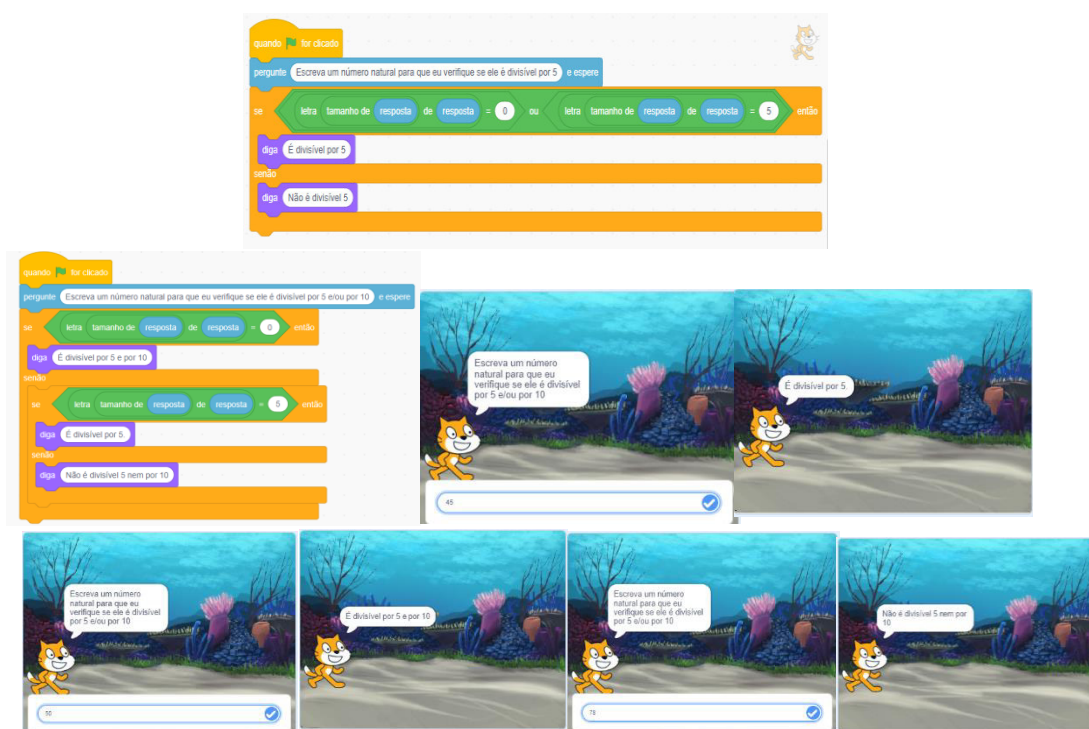 quando for clicado
pergunte Escreva um número natural para que eu verifique se ele é divisível por 5 e espere
se letra tamanho de resposta de resposta = 0 ou letra tamanho de resposta de resposta = 5 então
diga É divisível por 5
senão
diga Não é divisível 5
quando for clicado
pergunte Escreva um número natural para que eu verifique se ele é divisível por 5 e/ou por 10 e espere
se letra tamanho de resposta de resposta = 0 então
diga É divisível por 5 e por 10
senão
se letra tamanho de resposta de resposta = 5 então
diga É divisível por 5.
senão
diga Não é divisível 5 nem por 10
Escreva um número
natural para que eu
verifique se ele é divisível
por 5 e/ou por 10
45
É divisível por 5.
Escreva um número
natural para que eu
verifique se ele é divisível
por 5 e/ou por 10
É divisível por 5 e por 10
Escreva um número
natural para que eu
verifique se ele é divisível
por 5 e/ou por 10
Não é divisível 5 nem por
10